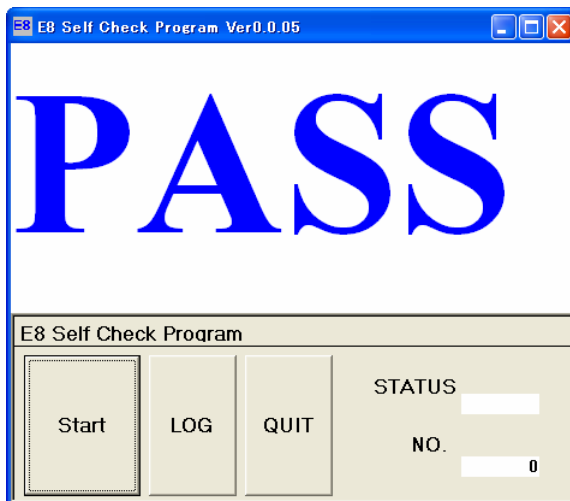 E8 E8 Self Check Program Ver0.0.05
PASS
E8 Self Check Program
Start LOG QUIT
STATUS
NO.
0